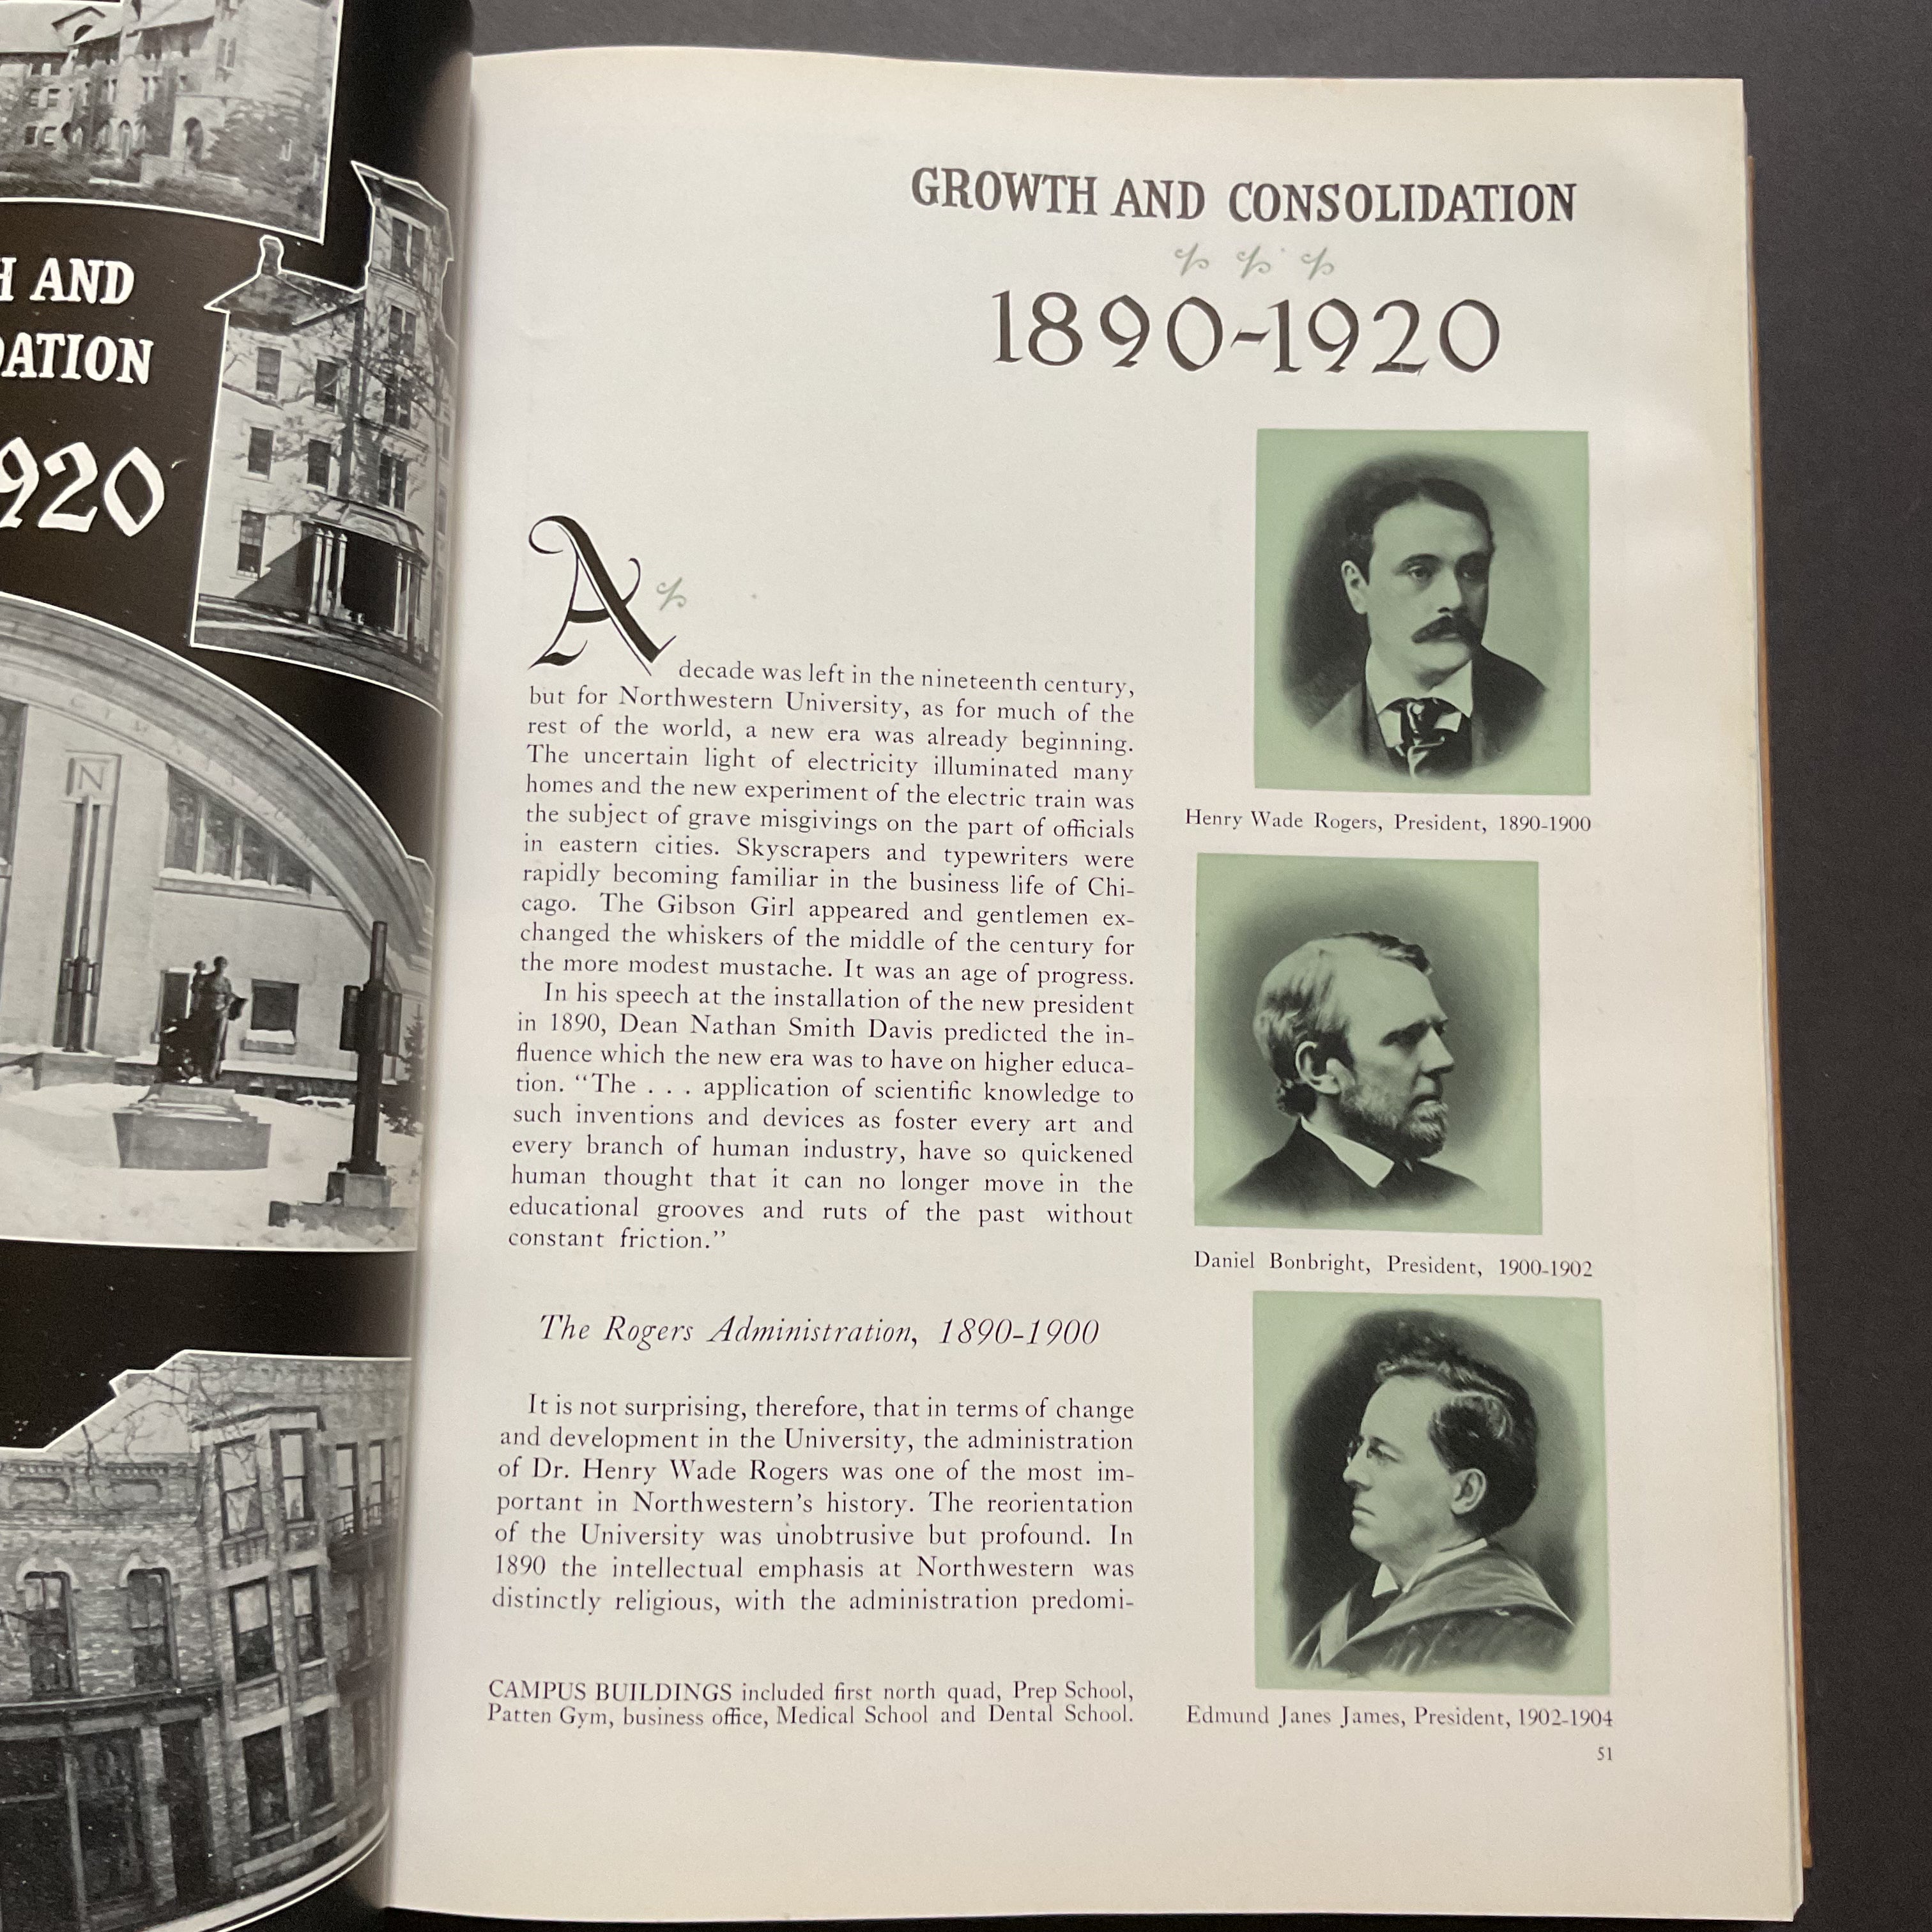 H AND
DATION
920
N
GROWTH AND CONSOLIDATION
1890-1920
A
decade was left in the nineteenth century,
but for Northwestern University, as for much of the
rest of the world, a new era was already beginning.
The uncertain light of electricity illuminated many
homes and the new experiment of the electric train was
the subject of grave misgivings on the part of officials
in eastern cities. Skyscrapers and typewriters were
rapidly becoming familiar in the business life of Chi-
cago. The Gibson Girl appeared and gentlemen ex-
changed the whiskers of the middle of the century for
the more modest mustache. It was an age of progress.
In his speech at the installation of the new president
in 1890, Dean Nathan Smith Davis predicted the in-
fluence which the new era was to have on higher educa-
tion. “The . . . application of scientific knowledge to
such inventions and devices as foster every art and
every branch of human industry, have so quickened
human thought that it can no longer move in the
educational grooves and ruts of the past without
constant friction.”
The Rogers Administration, 1890-1900
It is not surprising, therefore, that in terms of change
and development in the University, the administration
of Dr. Henry Wade Rogers was one of the most im-
portant in Northwestern’s history. The reorientation
of the University was unobtrusive but profound. In
1890 the intellectual emphasis at Northwestern was
distinctly religious, with the administration predomi-
CAMPUS BUILDINGS included first north quad, Prep School,
Patten Gym, business office, Medical School and Dental School.
Henry Wade Rogers, President, 1890-1900
Daniel Bonbright, President, 1900-1902
Edmund Janes James, President, 1902-1904
51